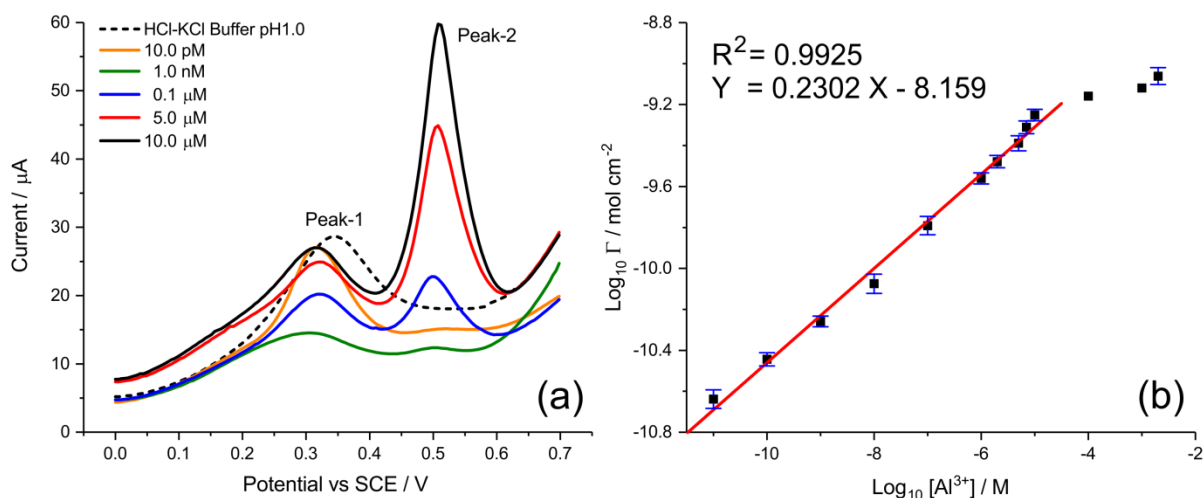 60
50
40
30
20
10
0
Current / μA
HCl-KCl Buffer pH1.0
10.0 pM
1.0 nM
0.1 μM
5.0 μM
10.0 μM
Peak-2
Peak-1
(a)
0.0 0.1 0.2 0.3 0.4 0.5 0.6 0.7
Potential vs SCE / V
-8.8
-9.2
-9.6
-10.0
-10.4
-10.8
Log₁₀ Γ / mol cm⁻²
R² = 0.9925
Y = 0.2302 X - 8.159
(b)
-10 -8 -6 -4 -2
Log₁₀ [Al³⁺] / M